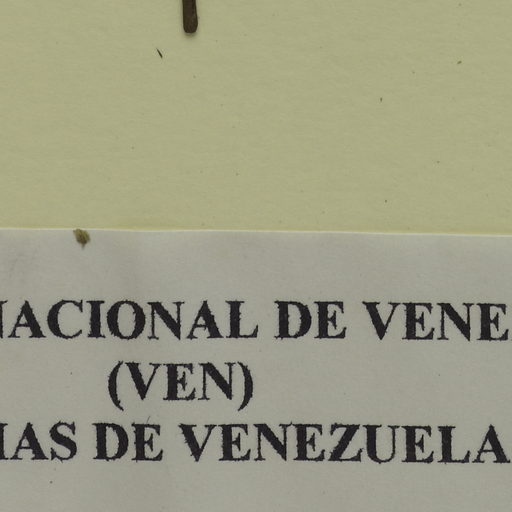 NACIONAL DE VENE
(VEN)
IAS DE VENEZUELA